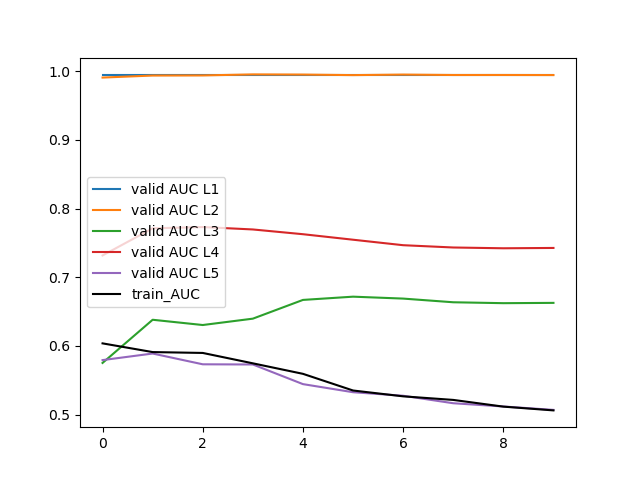 1.0
0.9
0.8
0.7
0.6
0.5
valid AUC L1
valid AUC L2
valid AUC L3
valid AUC L4
valid AUC L5
train_AUC
0 2 4 6 8